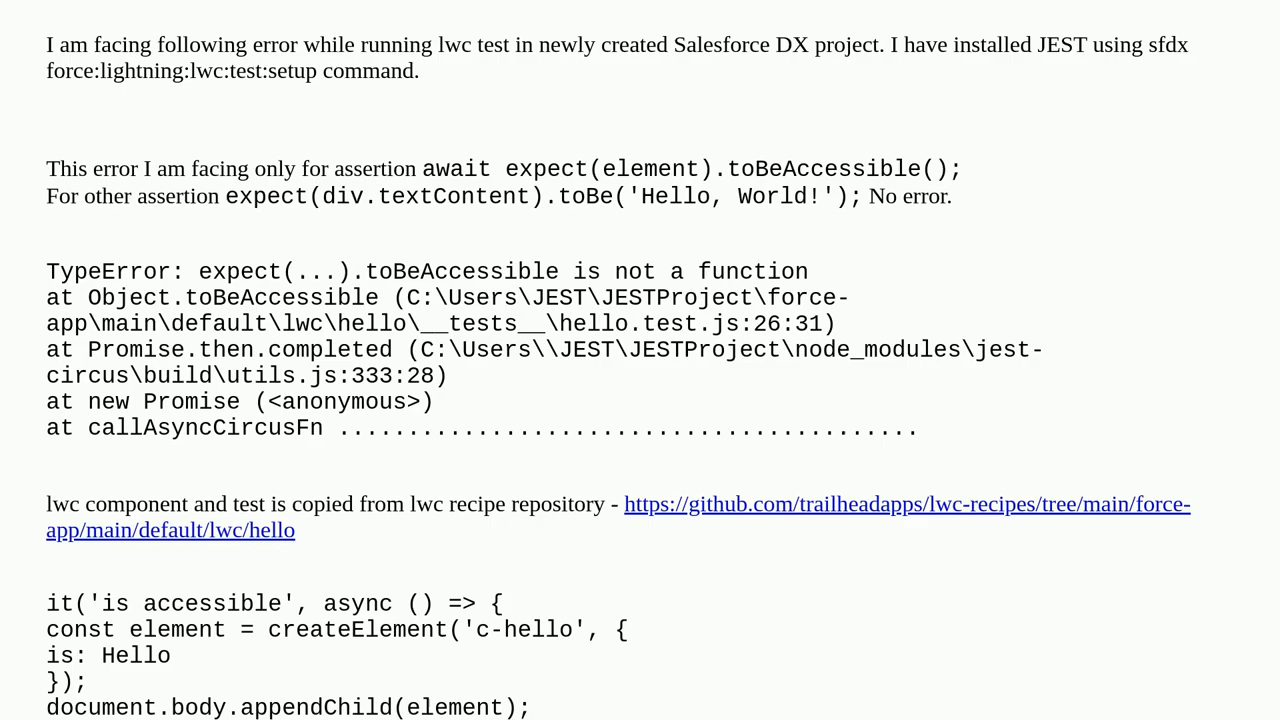 I am facing following error while running lwc test in newly created Salesforce DX project. I have installed JEST using sfdx
force:lightning:lwc:test:setup command.
This error I am facing only for assertion await expect(element).toBeAccessible();
For other assertion expect(div.textContent).toBe('Hello, World!'); No error.
TypeError: expect(...).toBeAccessible is not a function
at Object.toBeAccessible (C:\Users\JEST\JESTProject\force-
app\main\default\lwc\hello\__tests__\hello.test.js:26:31)
at Promise.then.completed (C:\Users\\JEST\JESTProject\node_modules\jest-
circus\build\utils.js:333:28)
at new Promise (<anonymous>)
at callAsyncCircusFn ..........................................
lwc component and test is copied from lwc recipe repository - https://github.com/trailheadapps/lwc-recipes/tree/main/force-
app/main/default/lwc/hello
it('is accessible', async () => {
const element = createElement('c-hello', {
is: Hello
});
document.body.appendChild(element);